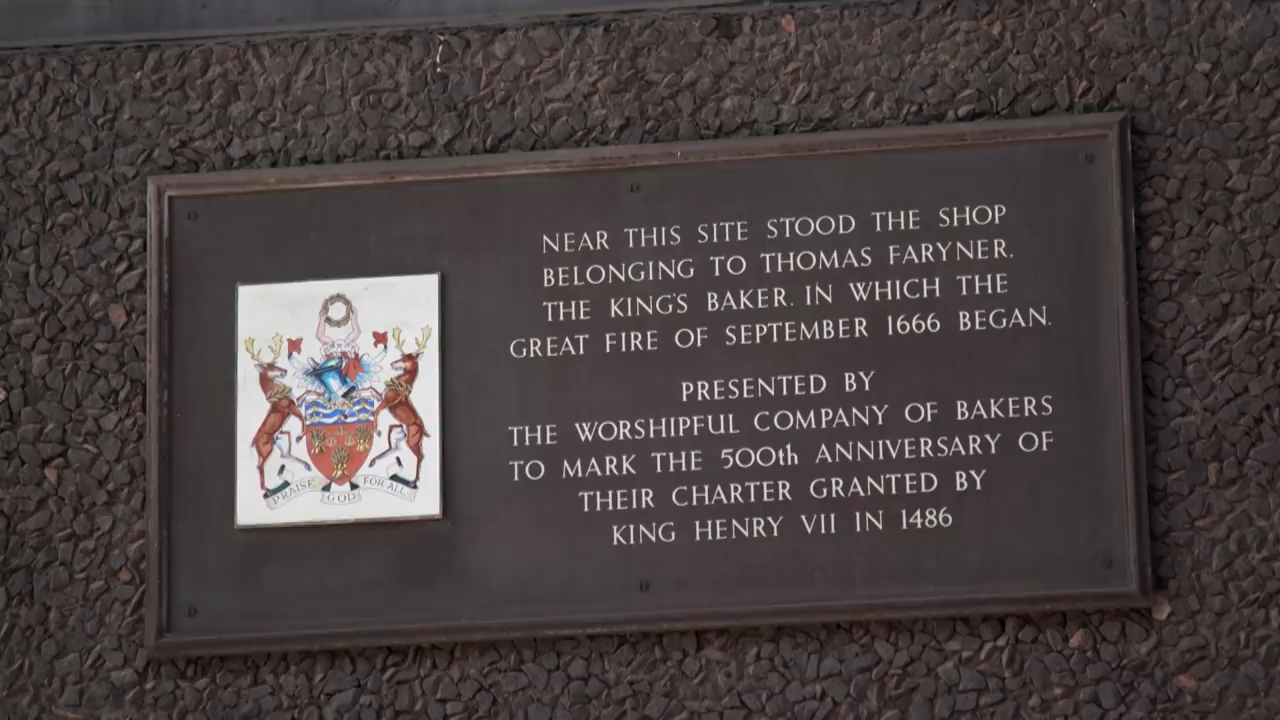 NEAR THIS SITE STOOD THE SHOP
BELONGING TO THOMAS FARYNER.
THE KING'S BAKER. IN WHICH THE
GREAT FIRE OF SEPTEMBER 1666 BEGAN.
PRESENTED BY
THE WORSHIPFUL COMPANY OF BAKERS
TO MARK THE 500th ANNIVERSARY OF
THEIR CHARTER GRANTED BY
KING HENRY VII IN 1486
PRAISE GOD FOR ALL